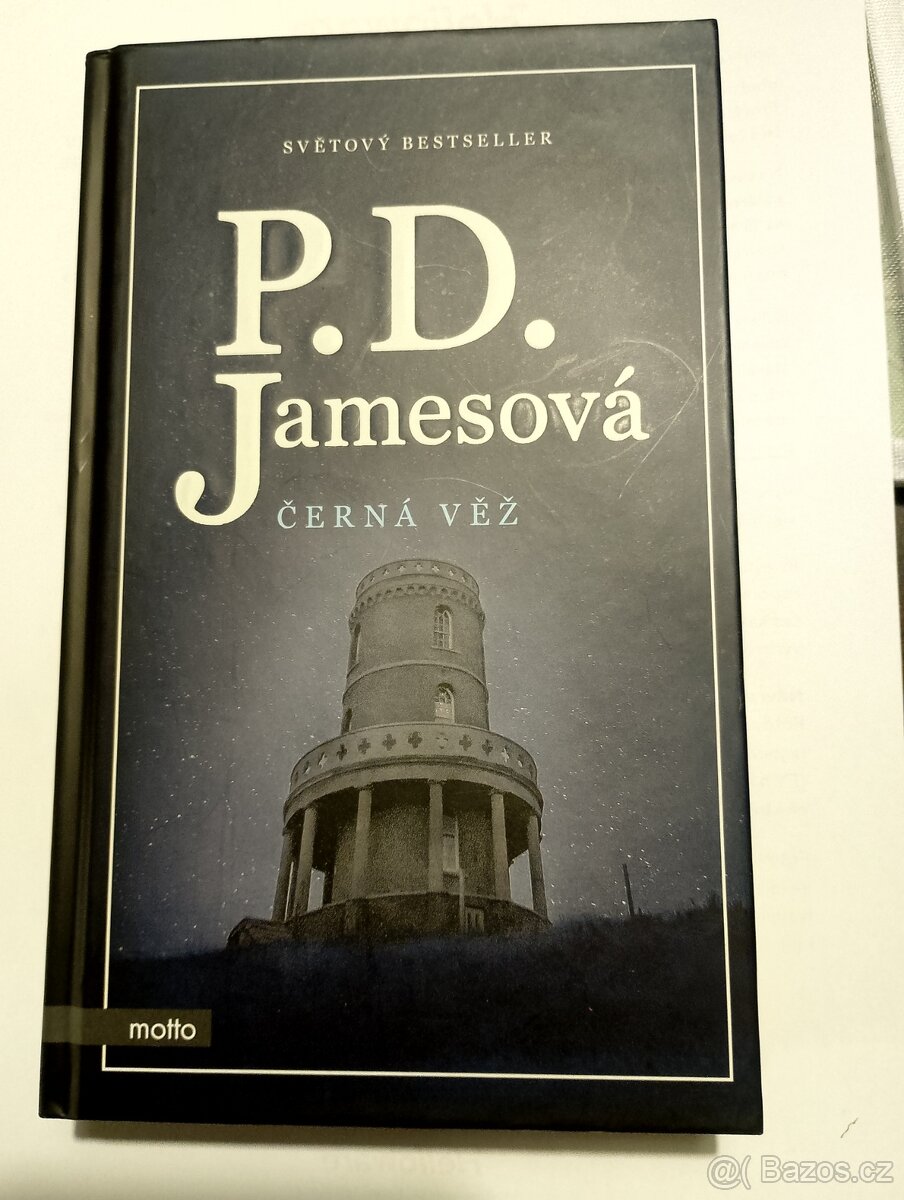 SVĚTOVÝ BESTSELLER
P. D.
Jamesová
ČERNÁ VĚŽ
motto
@( Bazos.cz